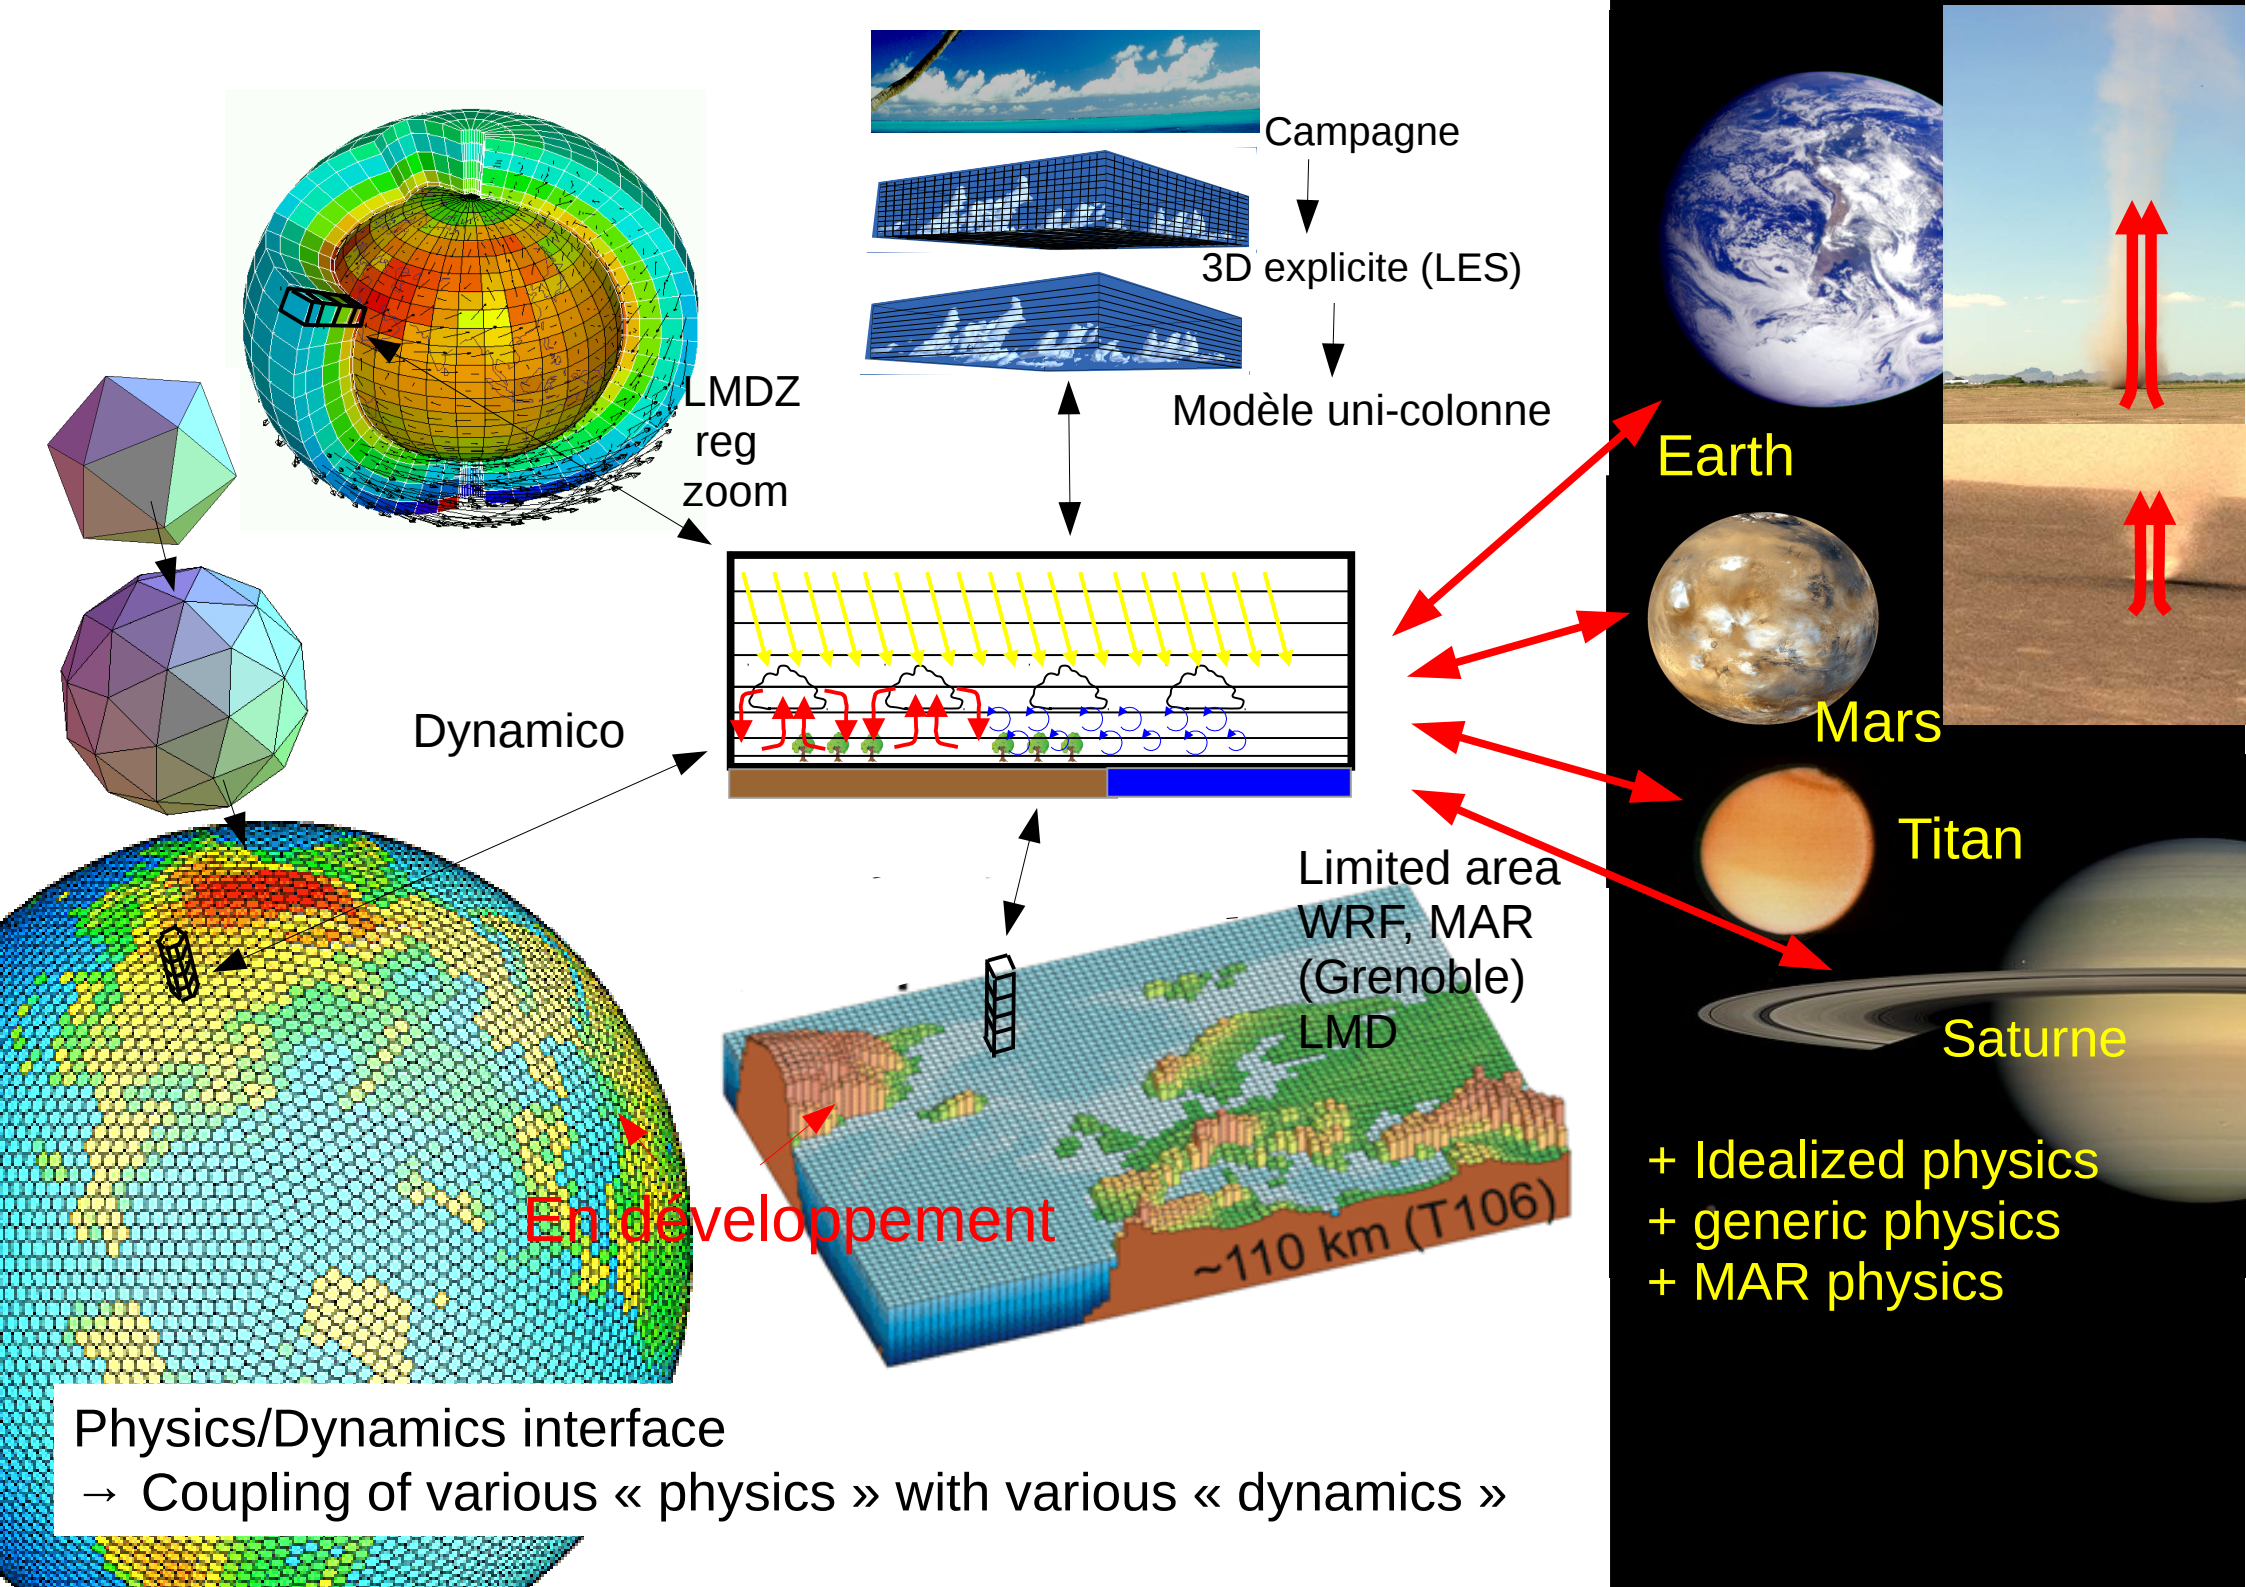 Campagne
3D explicite (LES)
Modèle uni-colonne
LMDZ
reg
zoom
Dynamico
Limited area
WRF, MAR
(Grenoble)
LMD
En développement
~110 km (T106)
Earth
Mars
Titan
Saturne
+ Idealized physics
+ generic physics
+ MAR physics
Physics/Dynamics interface
→ Coupling of various « physics » with various « dynamics »